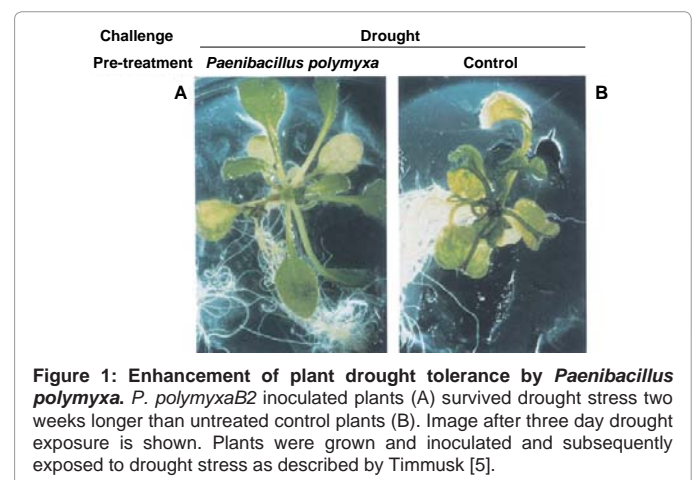 Challenge Drought
Pre-treatment Paenibacillus polymyxa Control
A B
Figure 1: Enhancement of plant drought tolerance by Paenibacillus
polymyxa. P. polymyxaB2 inoculated plants (A) survived drought stress two
weeks longer than untreated control plants (B). Image after three day drought
exposure is shown. Plants were grown and inoculated and subsequently
exposed to drought stress as described by Timmusk [5].